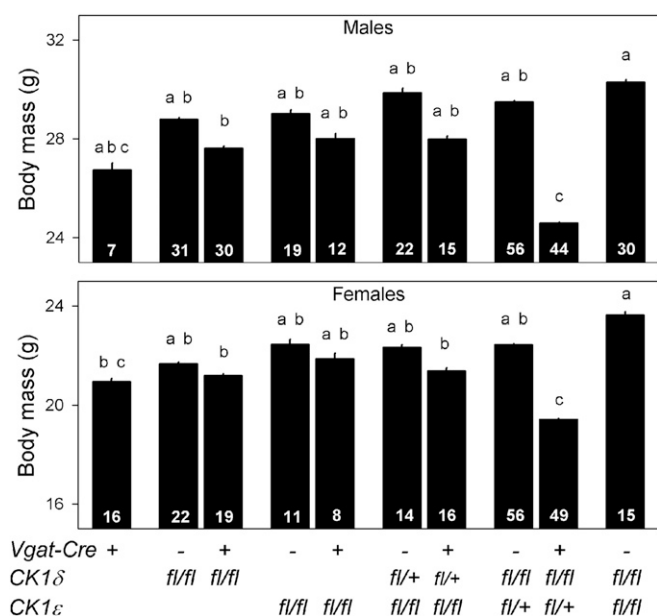 Males
Body mass (g)
32
28
23
a b c
a b
b
a b
a b
a b
a b
a b
c
a
7 31 30 19 12 22 15 56 44 30
Females
Body mass (g)
24
20
16
b c
a b
b
a b
a b
a b
b
a b
c
a
16 22 19 11 8 14 16 56 49 15
Vgat-Cre + - + - + - + - + -
CK1δ fl/fl fl/fl fl/+ fl/+ fl/fl fl/fl fl/fl
CK1ε fl/fl fl/fl fl/fl fl/fl fl/+ fl/+ fl/fl